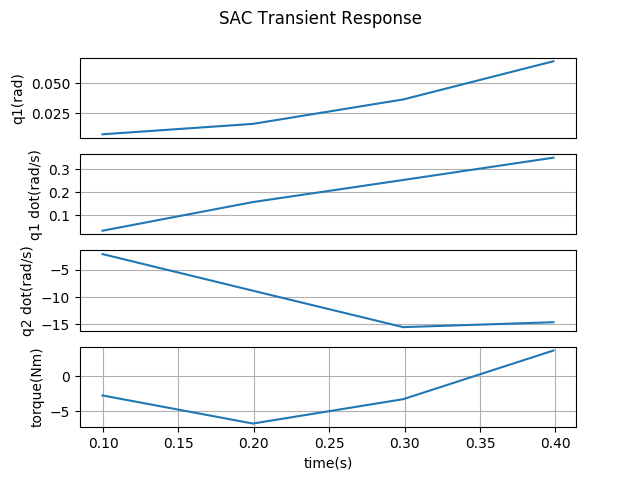 SAC Transient Response
q1(rad)
0.050
0.025
q1 dot(rad/s)
0.3
0.2
0.1
q2 dot(rad/s)
−5
−10
−15
torque(Nm)
0
−5
0.10 0.15 0.20 0.25 0.30 0.35 0.40
time(s)